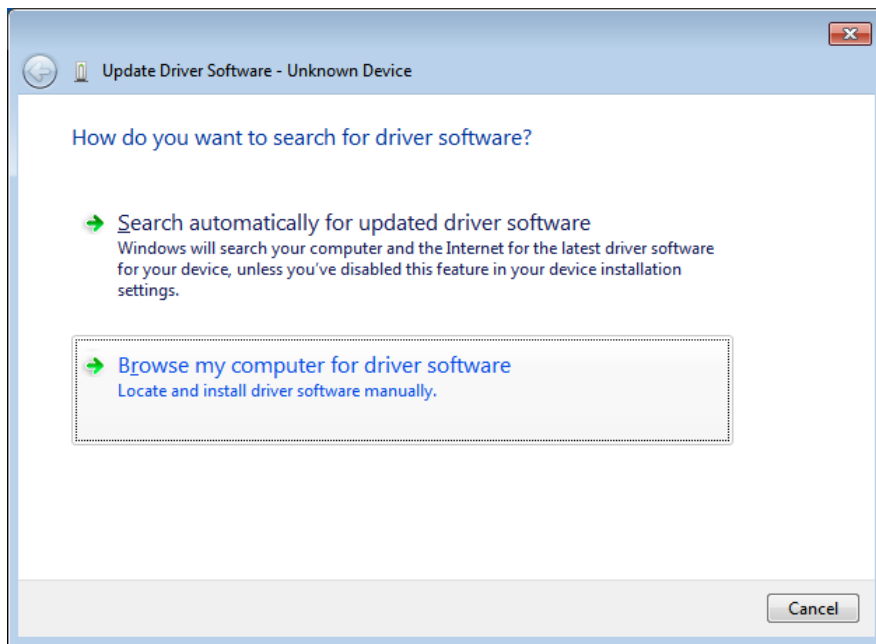 Update Driver Software - Unknown Device
How do you want to search for driver software?
Search automatically for updated driver software
Windows will search your computer and the Internet for the latest driver software
for your device, unless you've disabled this feature in your device installation
settings.
Browse my computer for driver software
Locate and install driver software manually.
Cancel